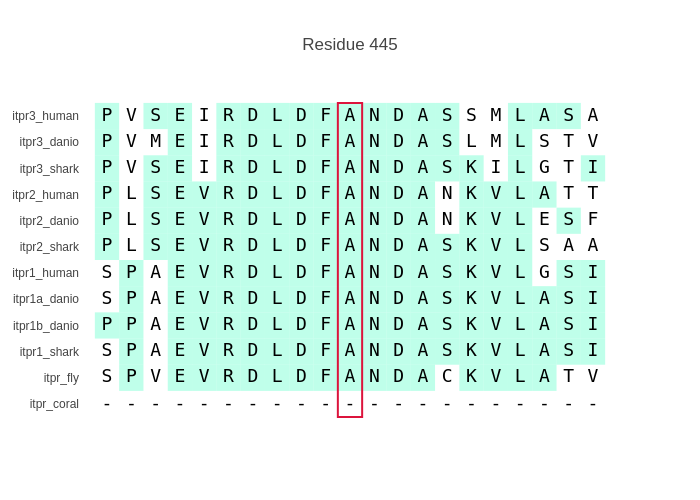 Residue 445
itpr3_human P V S E I R D L D F A N D A S S M L A S A
itpr3_danio P V M E I R D L D F A N D A S L M L S T V
itpr3_shark P V S E I R D L D F A N D A S K I L G T I
itpr2_human P L S E V R D L D F A N D A N K V L A T T
itpr2_danio P L S E V R D L D F A N D A N K V L E S F
itpr2_shark P L S E V R D L D F A N D A S K V L S A A
itpr1_human S P A E V R D L D F A N D A S K V L G S I
itpr1a_danio S P A E V R D L D F A N D A S K V L A S I
itpr1b_danio P P A E V R D L D F A N D A S K V L A S I
itpr1_shark S P A E V R D L D F A N D A S K V L A S I
itpr_fly S P V E V R D L D F A N D A C K V L A T V
itpr_coral - - - - - - - - - - - - - - - - - - - - -